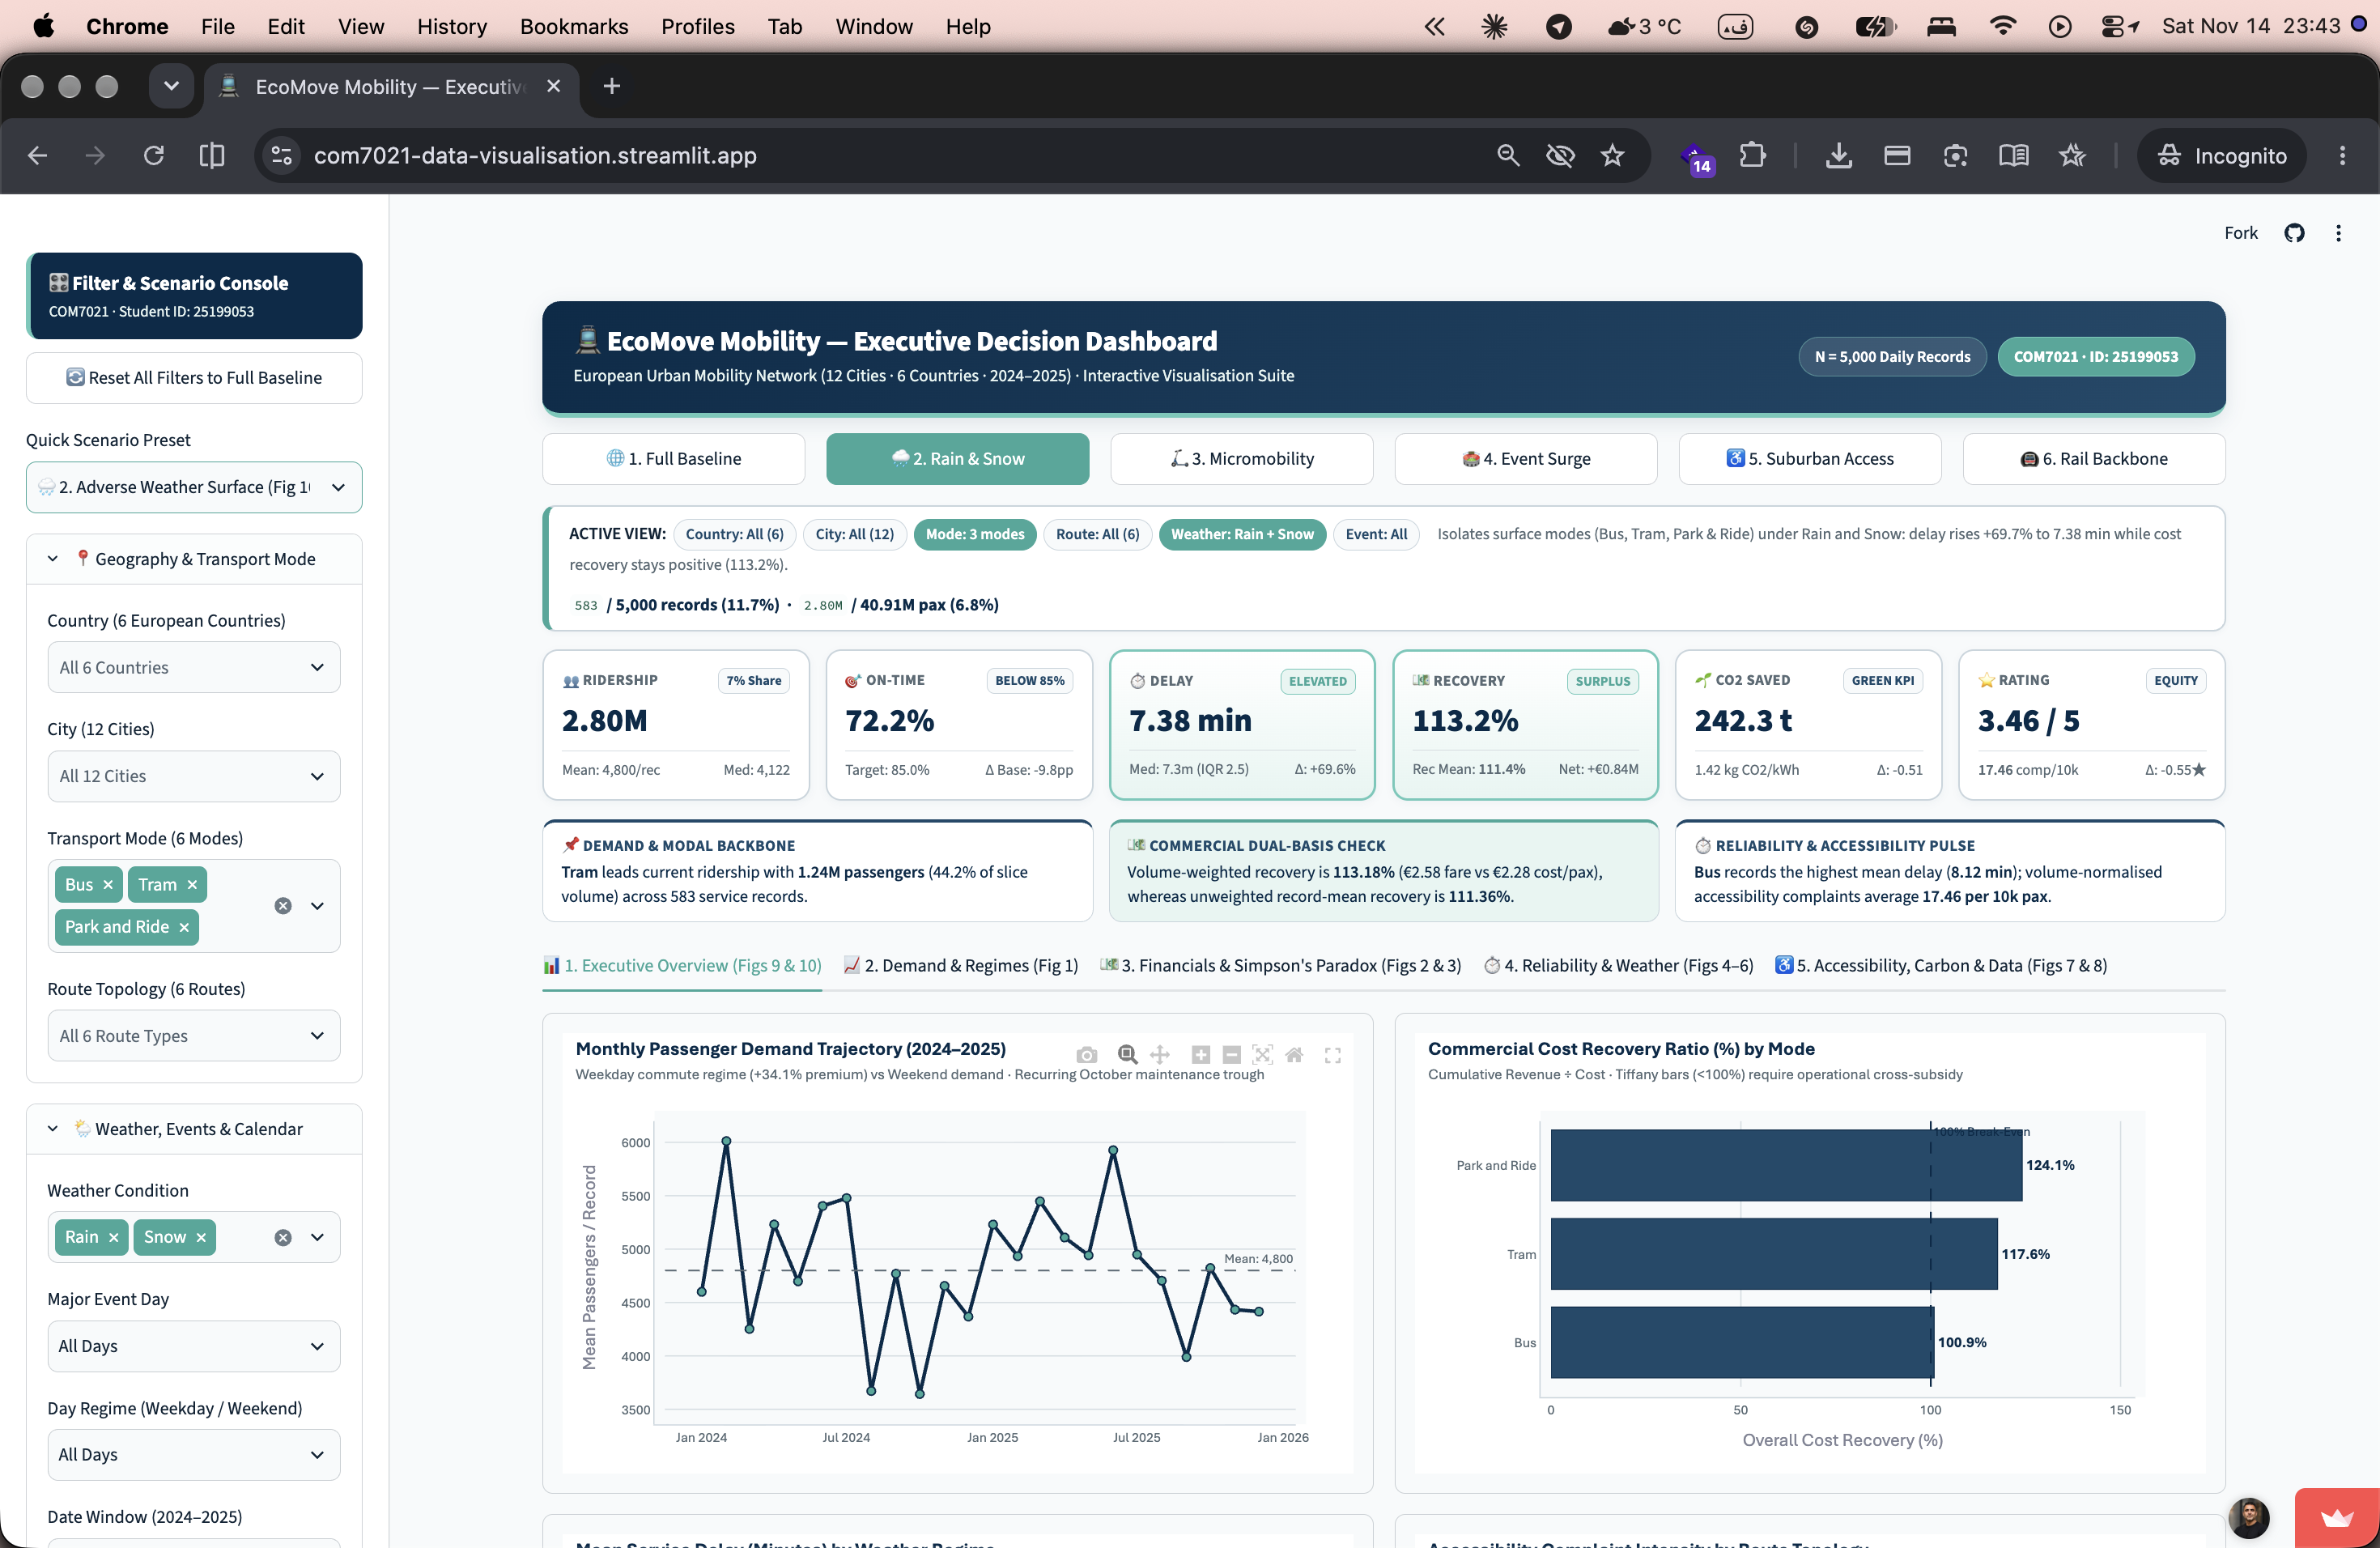 Chrome File Edit View History Bookmarks Profiles Tab Window Help 3 °C ف Sat Nov 14 23:43
EcoMove Mobility — Executiv
com7021-data-visualisation.streamlit.app 14 Incognito
Fork
Filter & Scenario Console
COM7021 · Student ID: 25199053
Reset All Filters to Full Baseline
Quick Scenario Preset
2. Adverse Weather Surface (Fig 1
Geography & Transport Mode
Country (6 European Countries)
All 6 Countries
City (12 Cities)
All 12 Cities
Transport Mode (6 Modes)
Bus × Tram ×
Park and Ride ×
Route Topology (6 Routes)
All 6 Route Types
Weather, Events & Calendar
Weather Condition
Rain × Snow ×
Major Event Day
All Days
Day Regime (Weekday / Weekend)
All Days
Date Window (2024–2025)
EcoMove Mobility — Executive Decision Dashboard
European Urban Mobility Network (12 Cities · 6 Countries · 2024–2025) · Interactive Visualisation Suite
N = 5,000 Daily Records COM7021 · ID: 25199053
1. Full Baseline 2. Rain & Snow 3. Micromobility 4. Event Surge 5. Suburban Access 6. Rail Backbone
ACTIVE VIEW: Country: All (6) City: All (12) Mode: 3 modes Route: All (6) Weather: Rain + Snow Event: All Isolates surface modes (Bus, Tram, Park & Ride) under Rain and Snow: delay rises +69.7% to 7.38 min while cost
recovery stays positive (113.2%).
583 / 5,000 records (11.7%) · 2.80M / 40.91M pax (6.8%)
RIDERSHIP 7% Share
2.80M
Mean: 4,800/rec Med: 4,122
ON-TIME BELOW 85%
72.2%
Target: 85.0% Δ Base: -9.8pp
DELAY ELEVATED
7.38 min
Med: 7.3m (IQR 2.5) Δ: +69.6%
RECOVERY SURPLUS
113.2%
Rec Mean: 111.4% Net: +€0.84M
CO2 SAVED GREEN KPI
242.3 t
1.42 kg CO2/kWh Δ: -0.51
RATING EQUITY
3.46 / 5
17.46 comp/10k Δ: -0.55★
DEMAND & MODAL BACKBONE
Tram leads current ridership with 1.24M passengers (44.2% of slice
volume) across 583 service records.
COMMERCIAL DUAL-BASIS CHECK
Volume-weighted recovery is 113.18% (€2.58 fare vs €2.28 cost/pax),
whereas unweighted record-mean recovery is 111.36%.
RELIABILITY & ACCESSIBILITY PULSE
Bus records the highest mean delay (8.12 min); volume-normalised
accessibility complaints average 17.46 per 10k pax.
1. Executive Overview (Figs 9 & 10) 2. Demand & Regimes (Fig 1) 3. Financials & Simpson's Paradox (Figs 2 & 3) 4. Reliability & Weather (Figs 4–6) 5. Accessibility, Carbon & Data (Figs 7 & 8)
Monthly Passenger Demand Trajectory (2024–2025)
Weekday commute regime (+34.1% premium) vs Weekend demand · Recurring October maintenance trough
Mean Passengers / Record
6000
5500
5000
4500
4000
3500
Mean: 4,800
Jan 2024 Jul 2024 Jan 2025 Jul 2025 Jan 2026
Commercial Cost Recovery Ratio (%) by Mode
Cumulative Revenue ÷ Cost · Tiffany bars (<100%) require operational cross-subsidy
100% Break-Even
Park and Ride 124.1%
Tram 117.6%
Bus 100.9%
0 50 100 150
Overall Cost Recovery (%)
Mean Service Delay (Minutes) by Weather Regime
Accessibility Complaint Intensity by Route Topology